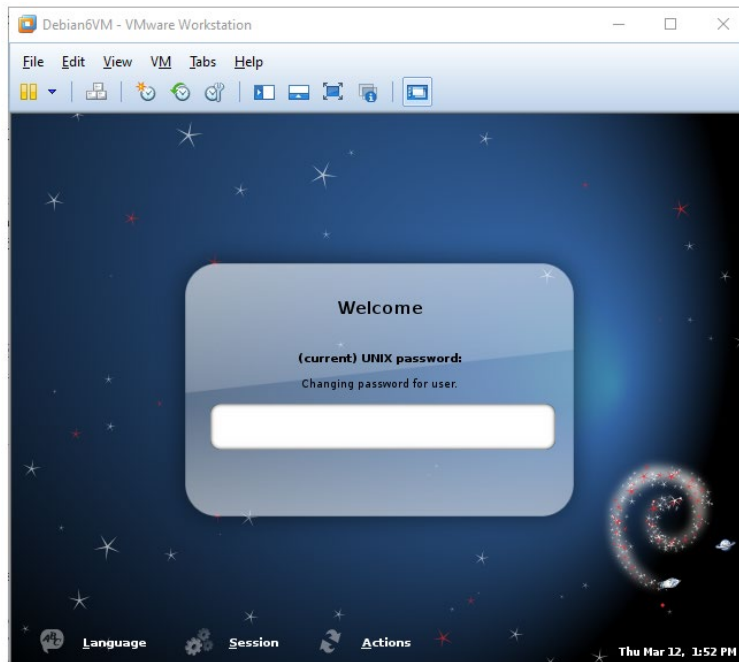 Debian6VM - VMware Workstation
File Edit View VM Tabs Help
Welcome
(current) UNIX password:
Changing password for user.
Language Session Actions
Thu Mar 12, 1:52 PM